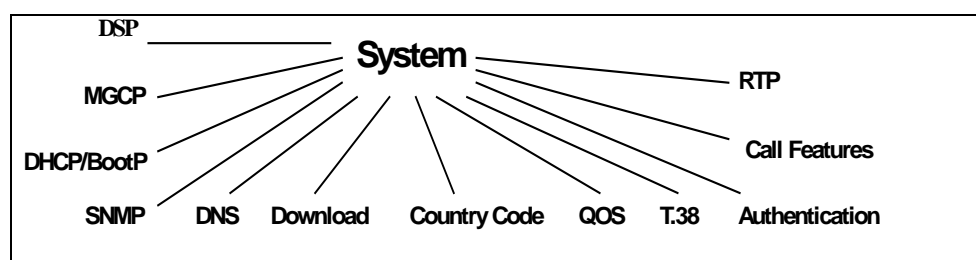 DSP
System
RTP
MGCP
Call Features
DHCP/BootP
SNMP DNS Download Country Code QOS T.38 Authentication